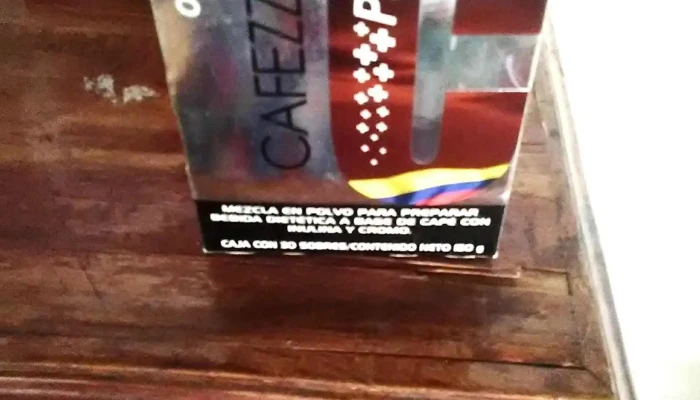 CAFEZZ
P
MEZCLA EN POLVO PARA PREPARAR
BEBIDA DIETETICA A BASE DE CAFÉ CON
INULINA Y CROMO.
CAJA CON 30 SOBRES/CONTENIDO NETO 150 g